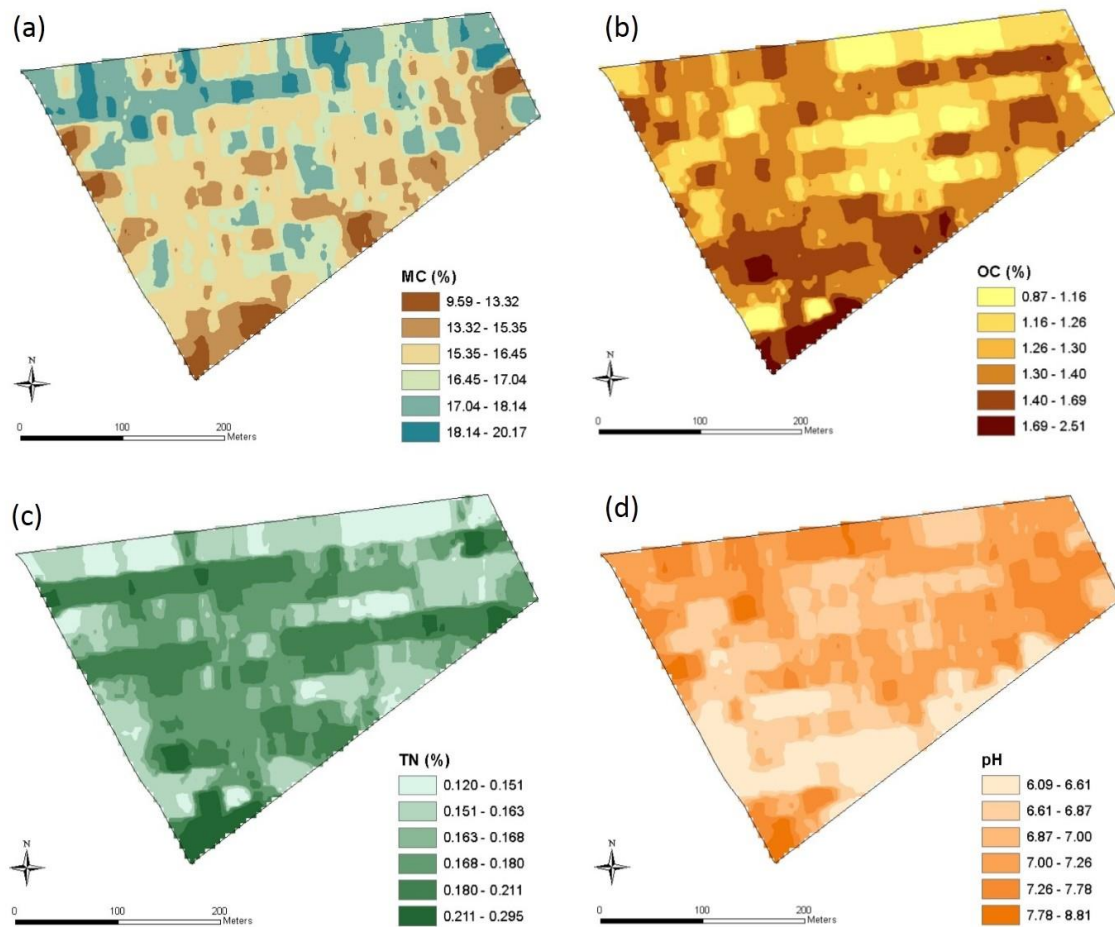 (a)
MC (%)
9.59 - 13.32
13.32 - 15.35
15.35 - 16.45
16.45 - 17.04
17.04 - 18.14
18.14 - 20.17
N
0 100 200
Meters
(b)
OC (%)
0.87 - 1.16
1.16 - 1.26
1.26 - 1.30
1.30 - 1.40
1.40 - 1.69
1.69 - 2.51
N
0 100 200
Meters
(c)
TN (%)
0.120 - 0.151
0.151 - 0.163
0.163 - 0.168
0.168 - 0.180
0.180 - 0.211
0.211 - 0.295
N
0 100 200
Meters
(d)
pH
6.09 - 6.61
6.61 - 6.87
6.87 - 7.00
7.00 - 7.26
7.26 - 7.78
7.78 - 8.81
N
0 100 200
Meters